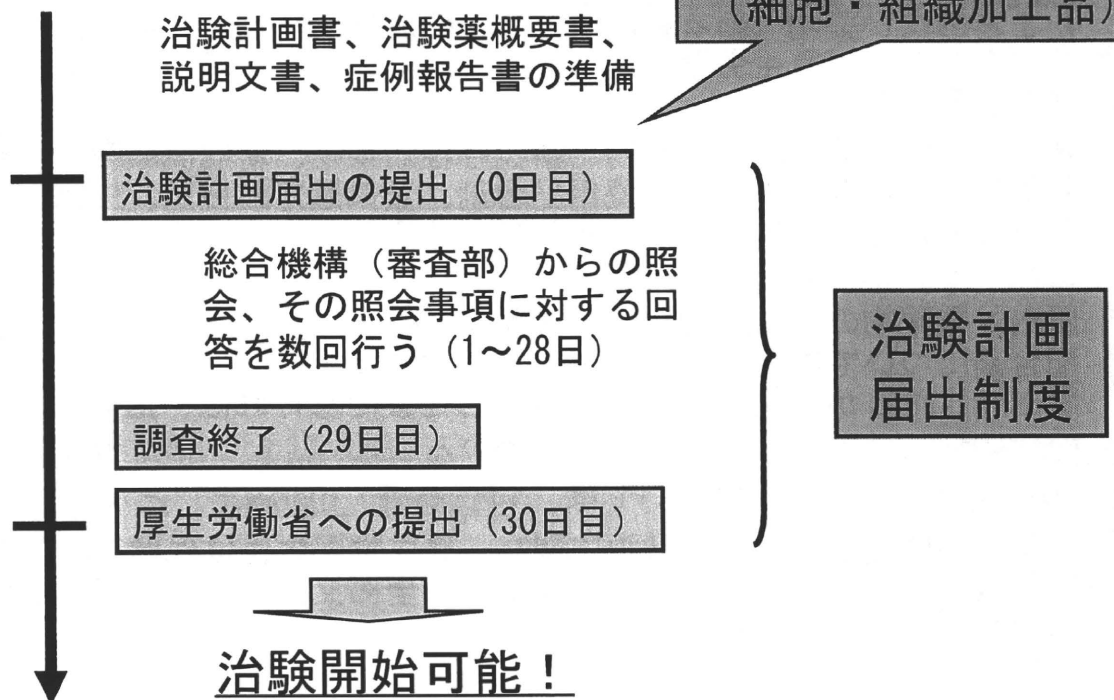 (細胞・組織加工品)
治験計画書、治験薬概要書、
説明文書、症例報告書の準備
治験計画届出の提出（0日目）
総合機構（審査部）からの照
会、その照会事項に対する回
答を数回行う（1～28日）
治験計画
届出制度
調査終了（29日目）
厚生労働省への提出（30日目）
治験開始可能！